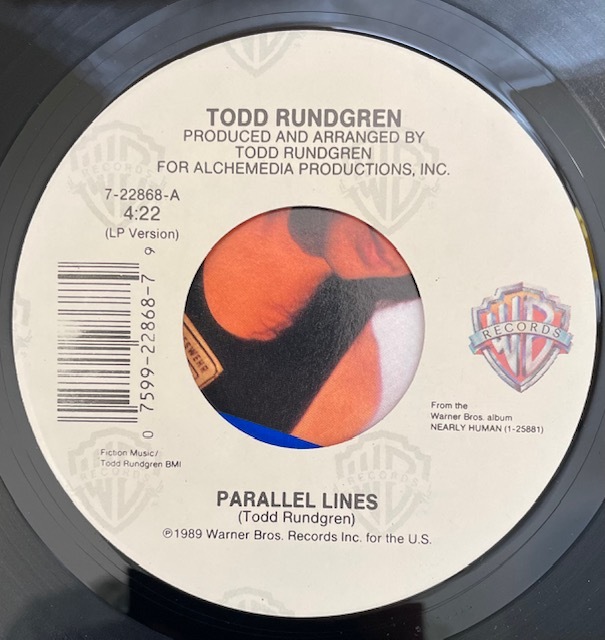 TODD RUNDGREN
PRODUCED AND ARRANGED BY
TODD RUNDGREN
FOR ALCHEMEDIA PRODUCTIONS, INC.
7-22868-A
4:22
(LP Version)
0 7599-22868-7 9
WB
RECORDS
From the
Warner Bros. album
NEARLY HUMAN (1-25881)
Fiction Music/
Todd Rundgren BMI
PARALLEL LINES
(Todd Rundgren)
℗1989 Warner Bros. Records Inc. for the U.S.